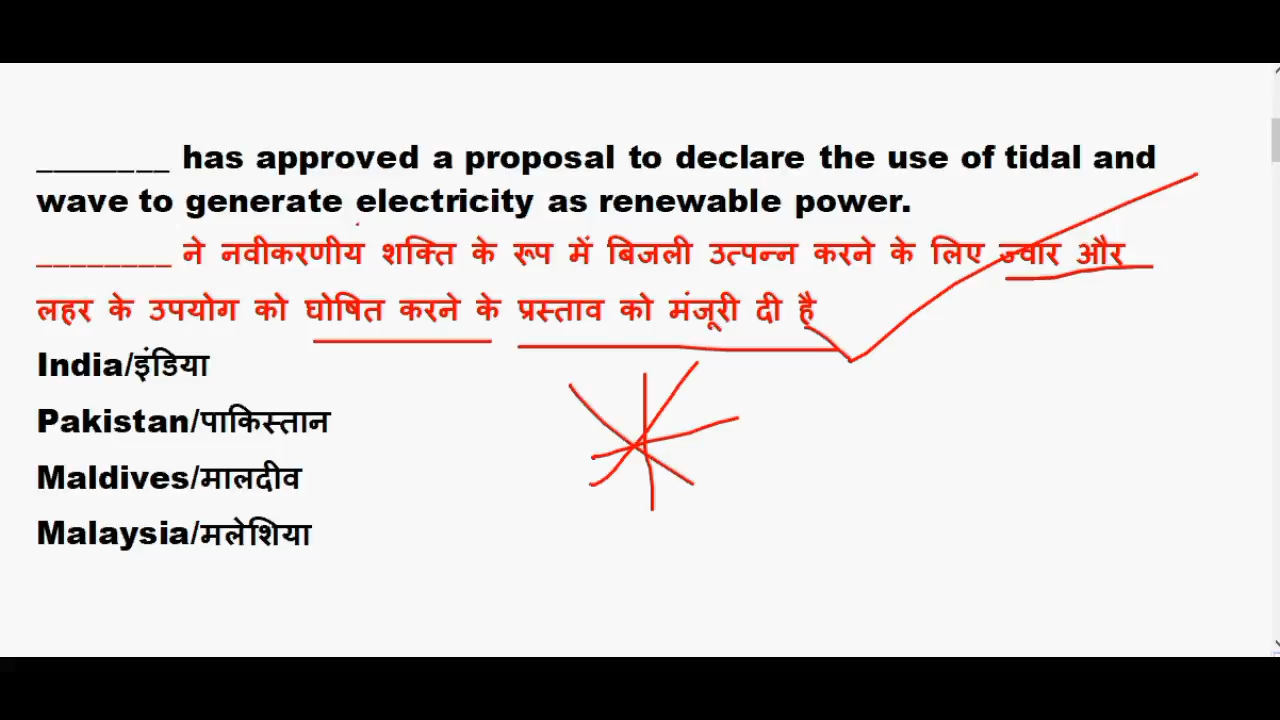 ________ has approved a proposal to declare the use of tidal and
wave to generate electricity as renewable power.
________ ने नवीकरणीय शक्ति के रूप में बिजली उत्पन्न करने के लिए ज्वार और
लहर के उपयोग को घोषित करने के प्रस्ताव को मंजूरी दी है
India/इंडिया
Pakistan/पाकिस्तान
Maldives/मालदीव
Malaysia/मलेशिया